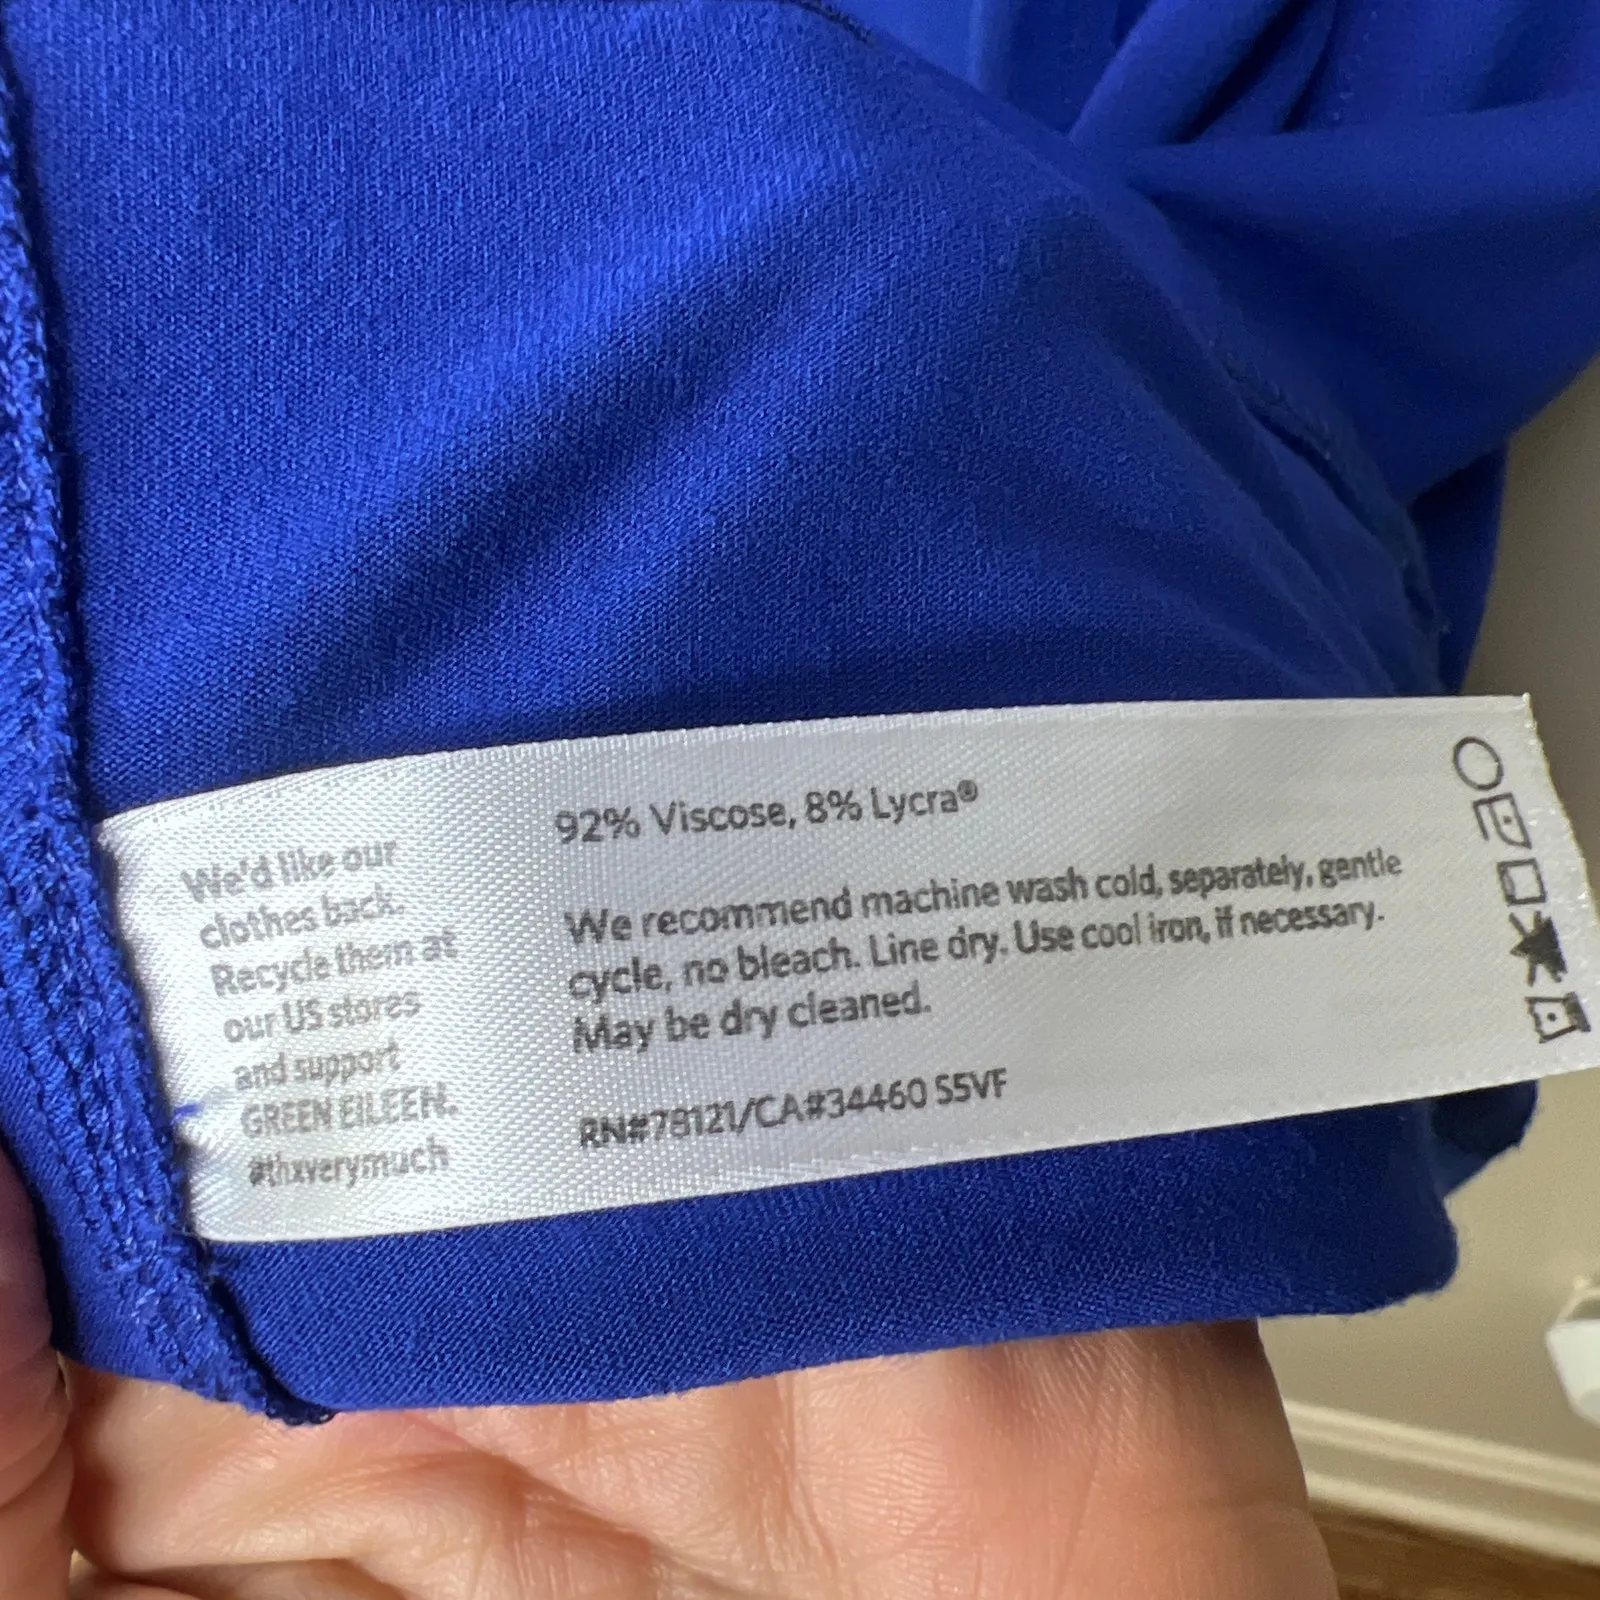 We'd like our
clothes back.
Recycle them at
our US stores
and support
GREEN EILEEN.
#thxverymuch
92% Viscose, 8% Lycra®
We recommend machine wash cold, separately, gentle
cycle, no bleach. Line dry. Use cool iron, if necessary.
May be dry cleaned.
RN#78121/CA#34460 S5VF